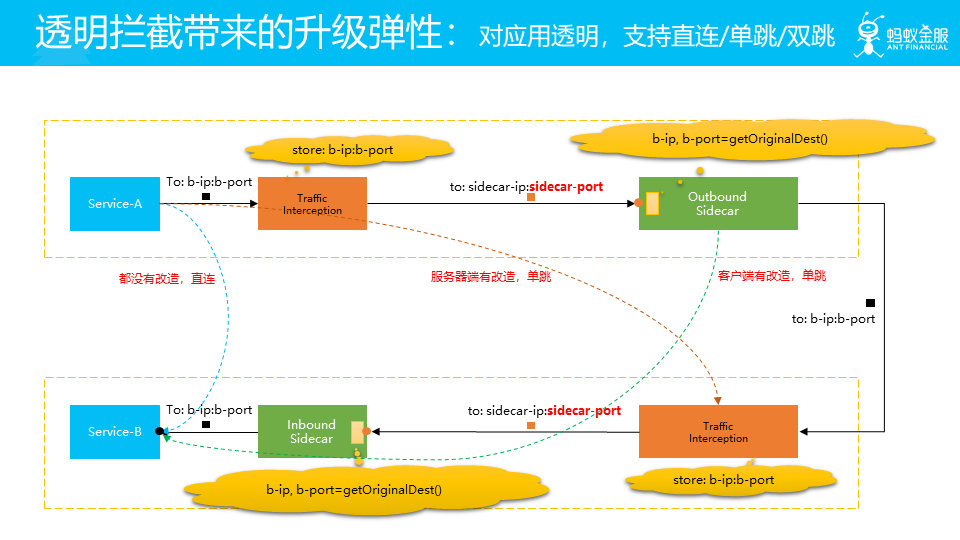 透明拦截带来的升级弹性： 对应用透明，支持直连/单跳/双跳
蚂蚁金服
ANT FINANCIAL
store: b-ip:b-port
b-ip, b-port=getOriginalDest()
To: b-ip:b-port
to: sidecar-ip:sidecar-port
Service-A
Traffic
Interception
Outbound
Sidecar
都没有改造，直连
服务器端有改造，单跳
客户端有改造，单跳
to: b-ip:b-port
To: b-ip:b-port
to: sidecar-ip:sidecar-port
Service-B
Inbound
Sidecar
Traffic
Interception
b-ip, b-port=getOriginalDest()
store: b-ip:b-port